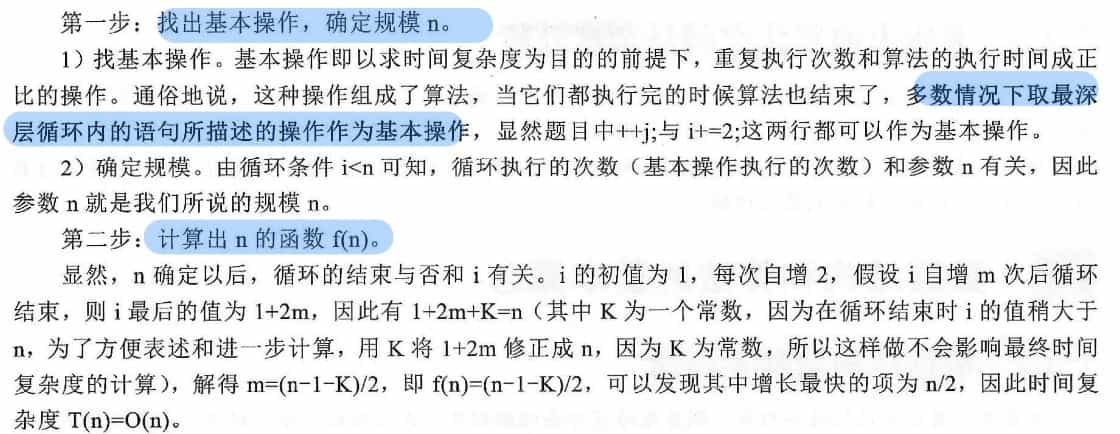 第一步：找出基本操作，确定规模 n。
1）找基本操作。基本操作即以求时间复杂度为目的的前提下，重复执行次数和算法的执行时间成正
比的操作。通俗地说，这种操作组成了算法，当它们都执行完的时候算法也结束了，多数情况下取最深
层循环内的语句所描述的操作作为基本操作，显然题目中++j;与 i+=2;这两行都可以作为基本操作。
2）确定规模。由循环条件 i<n 可知，循环执行的次数（基本操作执行的次数）和参数 n 有关，因此
参数 n 就是我们所说的规模 n。
第二步：计算出 n 的函数 f(n)。
显然，n 确定以后，循环的结束与否和 i 有关。i 的初值为 1，每次自增 2，假设 i 自增 m 次后循环
结束，则 i 最后的值为 1+2m，因此有 1+2m+K=n（其中 K 为一个常数，因为在循环结束时 i 的值稍大于
n，为了方便表述和进一步计算，用 K 将 1+2m 修正成 n，因为 K 为常数，所以这样做不会影响最终时间
复杂度的计算），解得 m=(n-1-K)/2，即 f(n)=(n-1-K)/2，可以发现其中增长最快的项为 n/2，因此时间复
杂度 T(n)=O(n)。